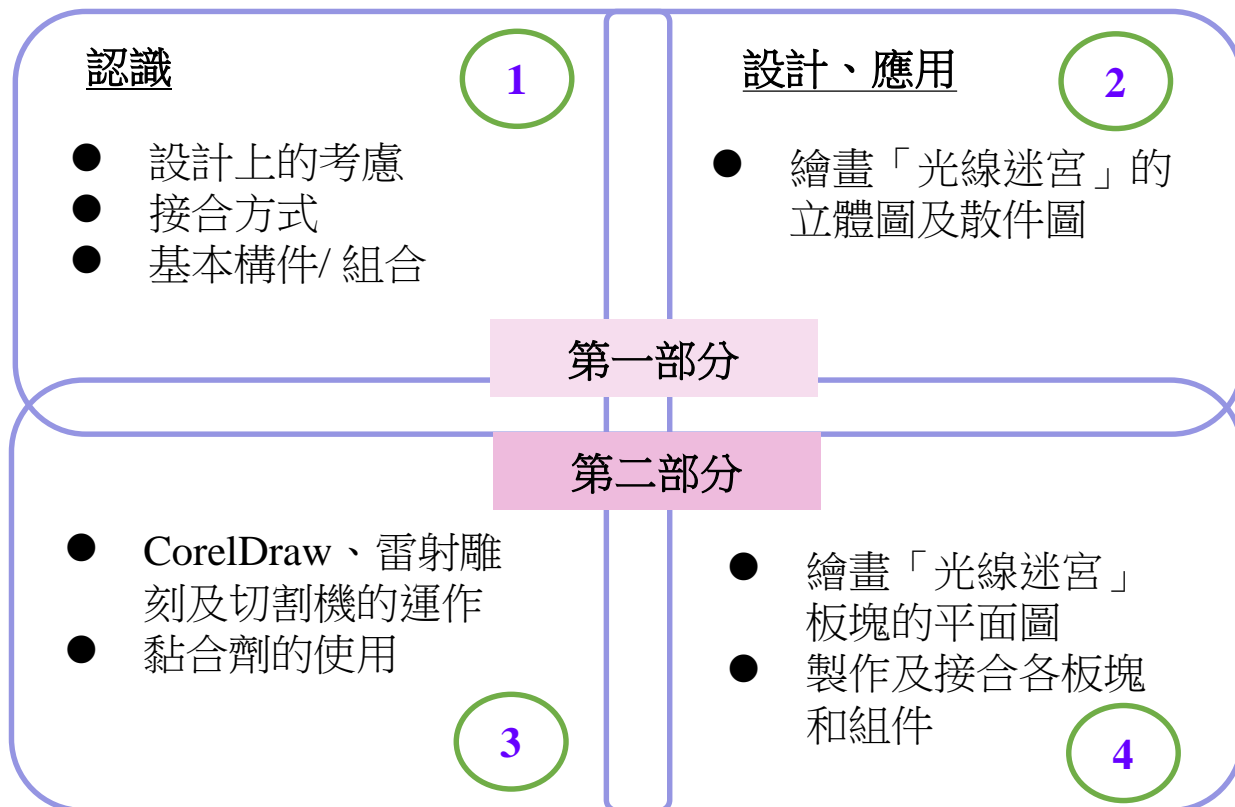 認識
1
● 設計上的考慮
● 接合方式
● 基本構件/ 組合
設計、應用
2
● 繪畫「光線迷宮」的
立體圖及散件圖
第一部分
第二部分
● CorelDraw、雷射雕
刻及切割機的運作
● 黏合劑的使用
3
● 繪畫「光線迷宮」
板塊的平面圖
● 製作及接合各板塊
和組件
4